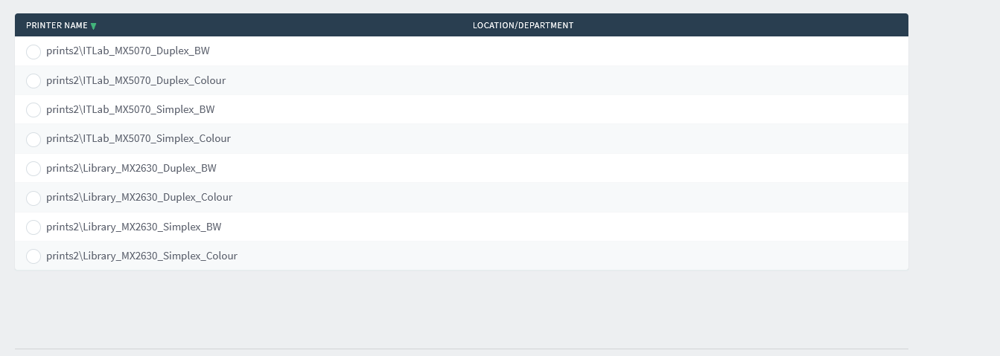 PRINTER NAME ▼ LOCATION/DEPARTMENT
prints2\ITLab_MX5070_Duplex_BW
prints2\ITLab_MX5070_Duplex_Colour
prints2\ITLab_MX5070_Simplex_BW
prints2\ITLab_MX5070_Simplex_Colour
prints2\Library_MX2630_Duplex_BW
prints2\Library_MX2630_Duplex_Colour
prints2\Library_MX2630_Simplex_BW
prints2\Library_MX2630_Simplex_Colour